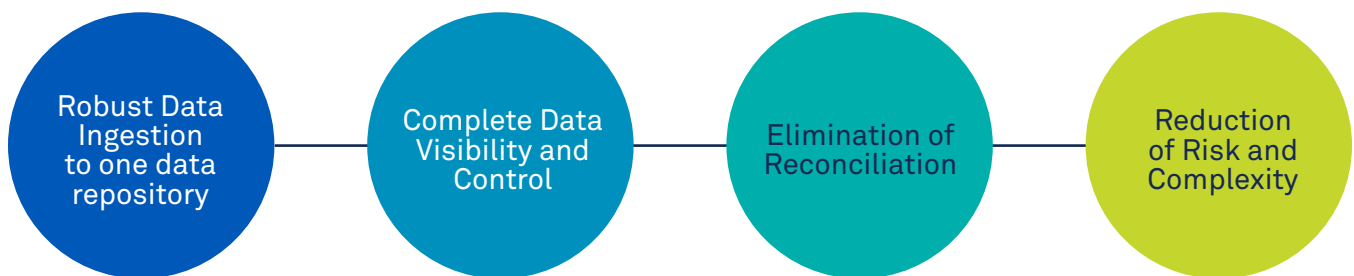 Robust Data
Ingestion
to one data
repository
Complete Data
Visibility and
Control
Elimination of
Reconciliation
Reduction
of Risk and
Complexity